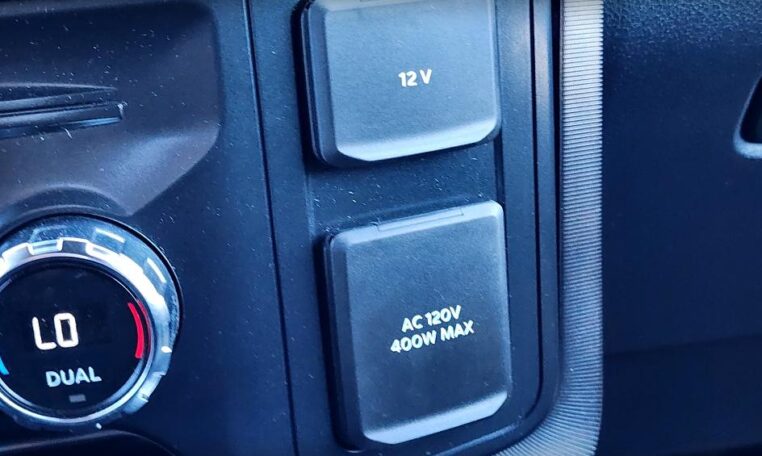 12 V
AC 120V
400W MAX
LO
DUAL